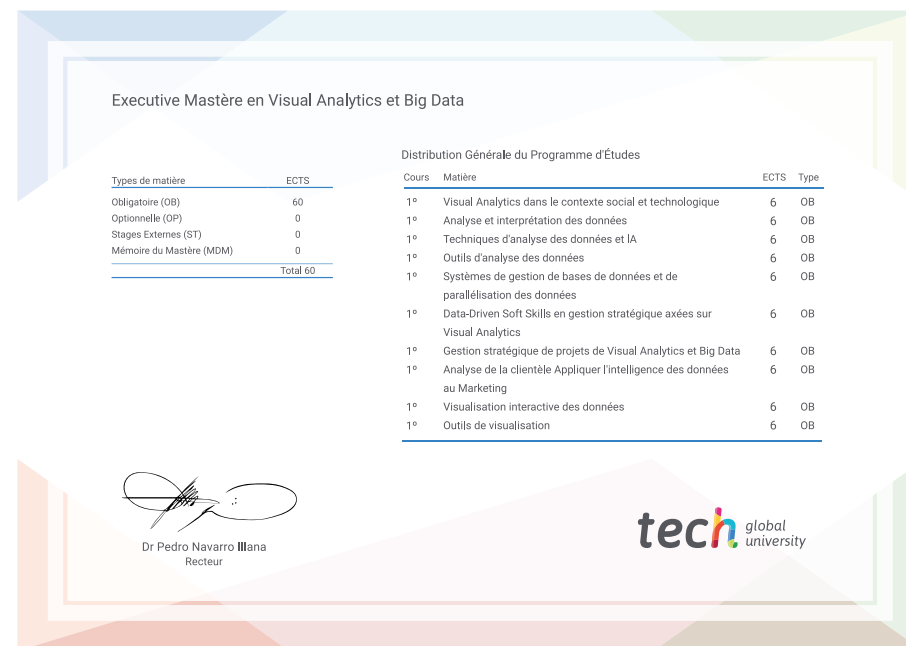 Executive Mastère en Visual Analytics et Big Data
Types de matière ECTS
Obligatoire (OB) 60
Optionnelle (OP) 0
Stages Externes (ST) 0
Mémoire du Mastère (MDM) 0
Total 60
Distribution Générale du Programme d'Études
Cours Matière ECTS Type
1º Visual Analytics dans le contexte social et technologique 6 OB
1º Analyse et interprétation des données 6 OB
1º Techniques d'analyse des données et IA 6 OB
1º Outils d'analyse des données 6 OB
1º Systèmes de gestion de bases de données et de
parallélisation des données 6 OB
1º Data-Driven Soft Skills en gestion stratégique axées sur
Visual Analytics 6 OB
1º Gestion stratégique de projets de Visual Analytics et Big Data 6 OB
1º Analyse de la clientèle Appliquer l'intelligence des données
au Marketing 6 OB
1º Visualisation interactive des données 6 OB
1º Outils de visualisation 6 OB
Dr Pedro Navarro Illana
Recteur
tech global
university